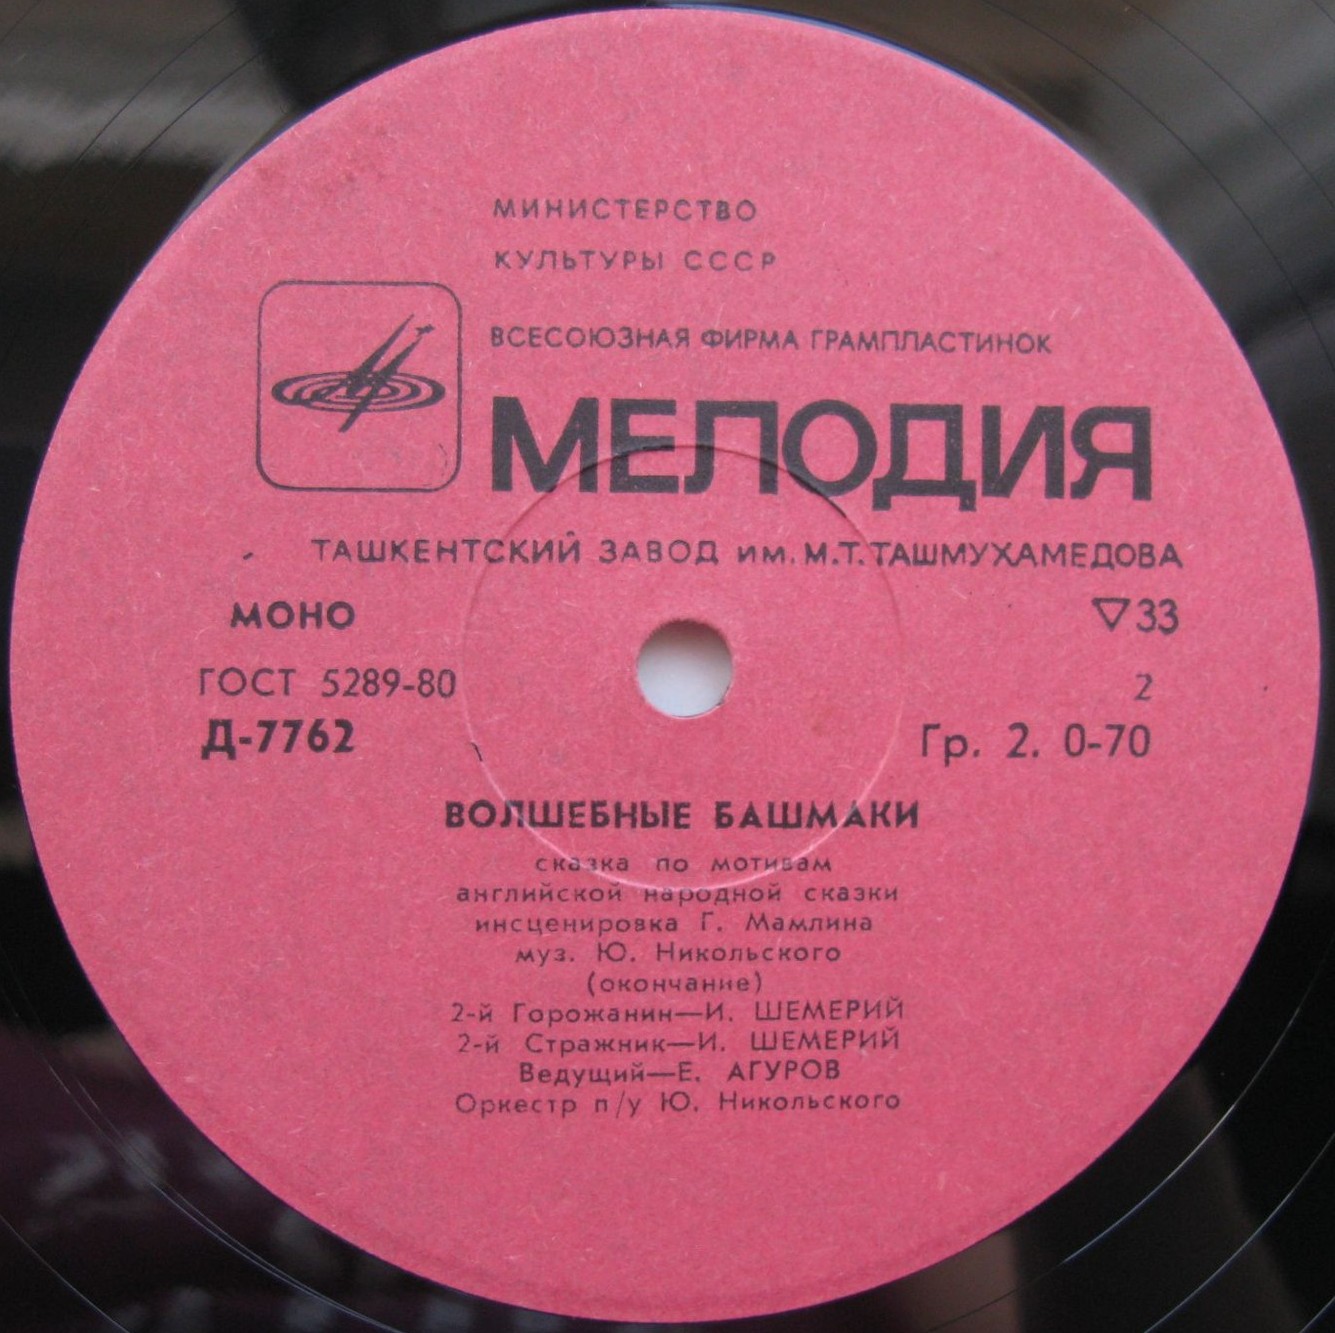 МИНИСТЕРСТВО
КУЛЬТУРЫ СССР
ВСЕСОЮЗНАЯ ФИРМА ГРАМПЛАСТИНОК
МЕЛОДИЯ
ТАШКЕНТСКИЙ ЗАВОД им. М.Т.ТАШМУХАМЕДОВА
МОНО ▽33
ГОСТ 5289-80 2
Д-7762 Гр. 2. 0-70
ВОЛШЕБНЫЕ БАШМАКИ
сказка по мотивам
английской народной сказки
инсценировка Г. Мамлина
муз. Ю. Никольского
(окончание)
2-й Горожанин—И. ШЕМЕРИЙ
2-й Стражник—И. ШЕМЕРИЙ
Ведущий—Е. АГУРОВ
Оркестр п/у Ю. Никольского